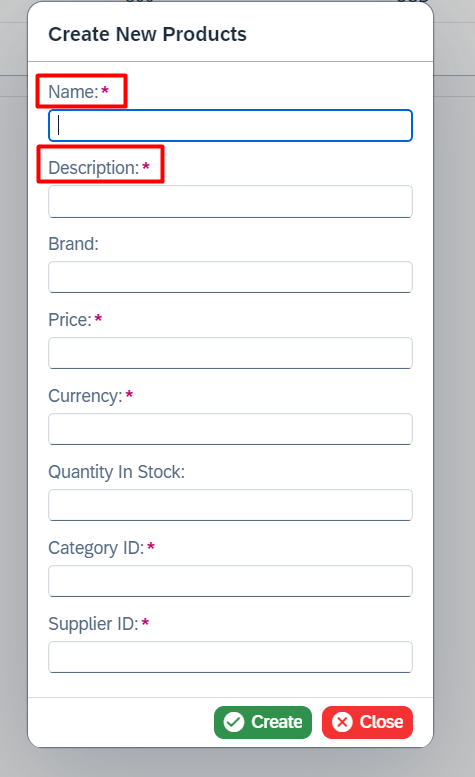 Create New Products
Name:*
Description:*
Brand:
Price:*
Currency:*
Quantity In Stock:
Category ID:*
Supplier ID:*
Create Close